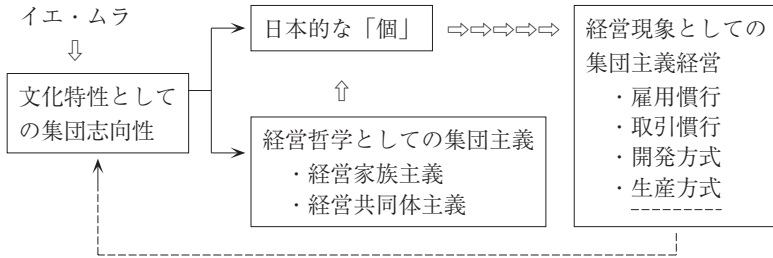 イエ・ムラ
文化特性として
の集団志向性
日本的な「個」
経営哲学としての集団主義
・経営家族主義
・経営共同体主義
経営現象としての
集団主義経営
・雇用慣行
・取引慣行
・開発方式
・生産方式